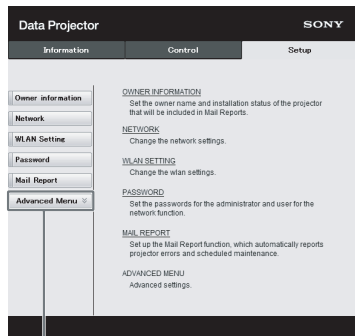 Data Projector
SONY
Information
Control
Setup
Owner information
Network
WLAN Setting
Password
Mail Report
Advanced Menu
OWNER INFORMATION
Set the owner name and installation status of the projector
that will be included in Mail Reports.
NETWORK
Change the network settings.
WLAN SETTING
Change the wlan settings.
PASSWORD
Set the passwords for the administrator and user for the
network function.
MAIL REPORT
Set up the Mail Report function, which automatically reports
projector errors and scheduled maintenance.
ADVANCED MENU
Advanced settings.